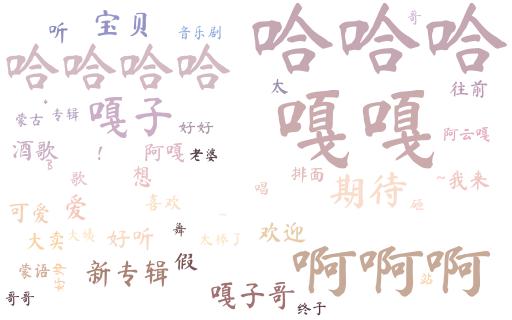 听 宝贝 音乐剧
哈哈哈哈
哈哈哈
哥
太 往前
蒙古 专辑 嘎子 好好
嘎嘎
阿云嘎
酒歌 ! 阿嘎 老婆
歌 想
唱 排面 期待 ~我来
砸
可爱 爱 喜欢
大卖 大钱 好听 舞 太棒了 欢迎
蒙语 新专辑 假
啊啊啊
站
哥哥 嘎子哥 终于